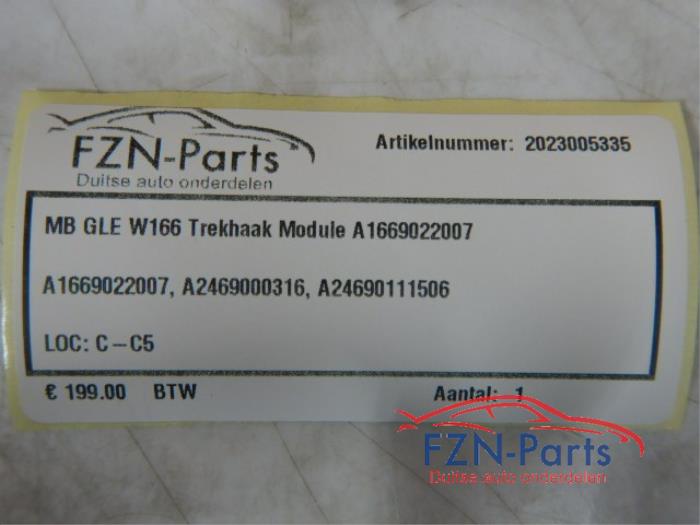 FZN-Parts
Duitse auto onderdelen
Artikelnummer: 2023005335
MB GLE W166 Trekhaak Module A1669022007
A1669022007, A2469000316, A24690111506
LOC: C-C5
€ 199.00 BTW
Aantal: 1
FZN-Parts
Duitse auto onderdelen